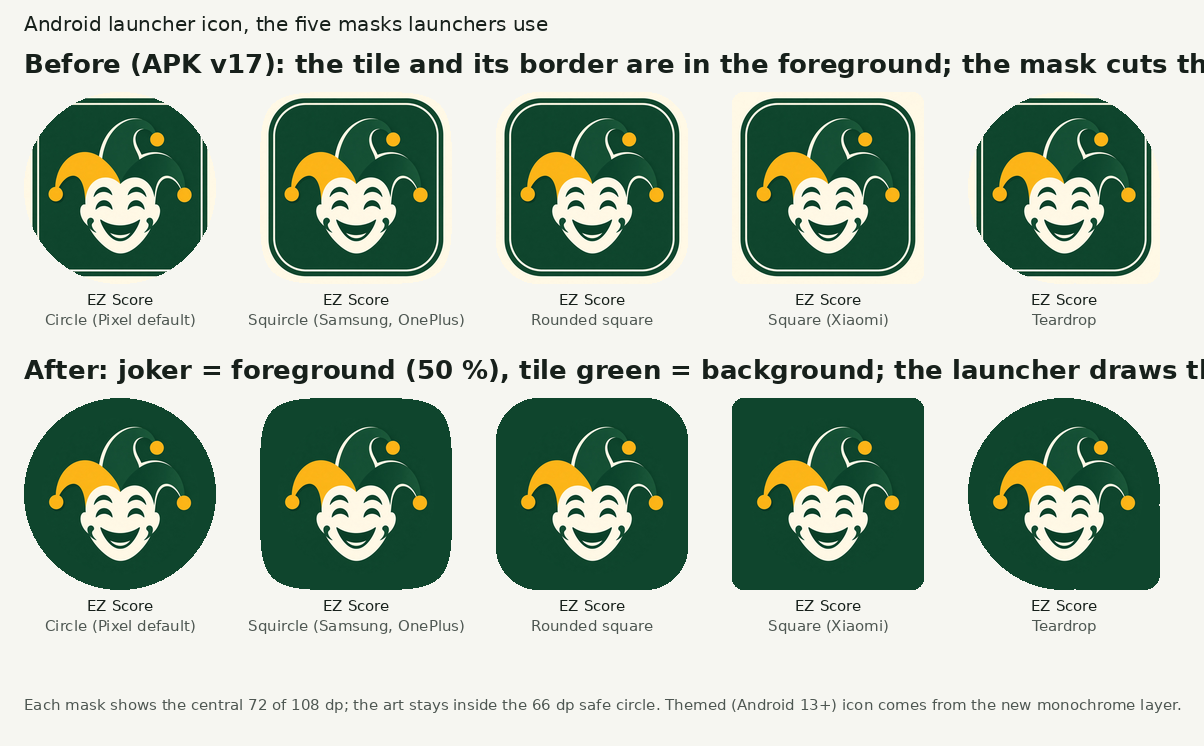 Android launcher icon, the five masks launchers use
Before (APK v17): the tile and its border are in the foreground; the mask cuts
EZ Score
EZ Score
EZ Score
EZ Score
EZ Score
Circle (Pixel default)
Squircle (Samsung, OnePlus)
Rounded square
Square (Xiaomi)
Teardrop
After: joker = foreground (50 %), tile green = background; the launcher draws
EZ Score
EZ Score
EZ Score
EZ Score
EZ Score
Circle (Pixel default)
Squircle (Samsung, OnePlus)
Rounded square
Square (Xiaomi)
Teardrop
Each mask shows the central 72 of 108 dp; the art stays inside the 66 dp safe circle. Themed (Android 13+) icon comes from the new monochrome layer.